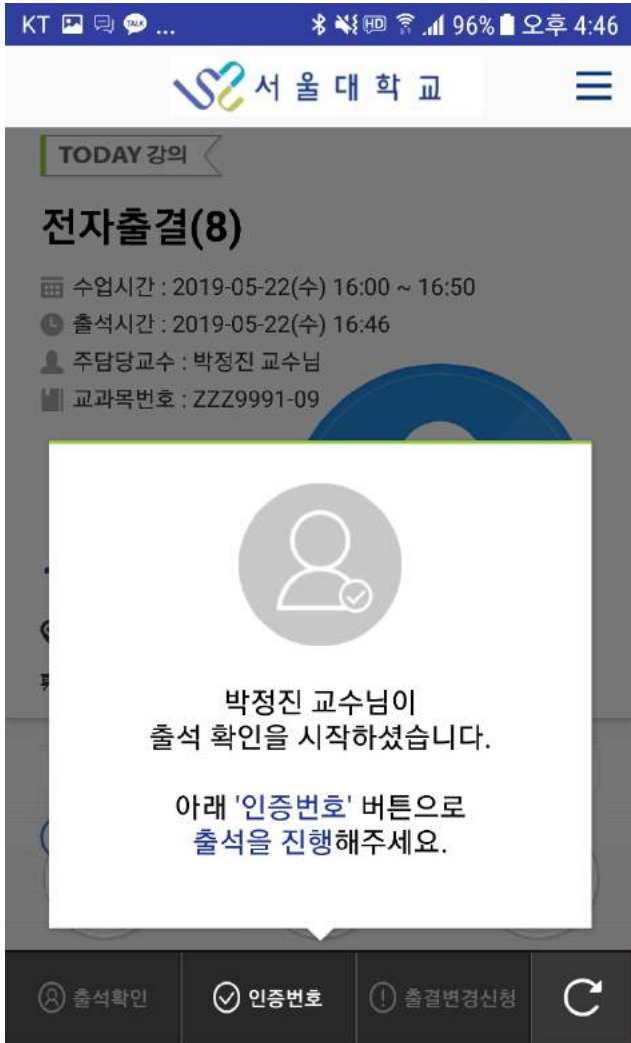 KT TALK ... HD 96% 오후 4:46
서울대학교
TODAY 강의
전자출결(8)
수업시간 : 2019-05-22(수) 16:00 ~ 16:50
출석시간 : 2019-05-22(수) 16:46
주담당교수 : 박정진 교수님
교과목번호 : ZZZ9991-09
박정진 교수님이
출석 확인을 시작하셨습니다.
아래 '인증번호' 버튼으로
출석을 진행해주세요.
출석확인 인증번호 출결변경신청